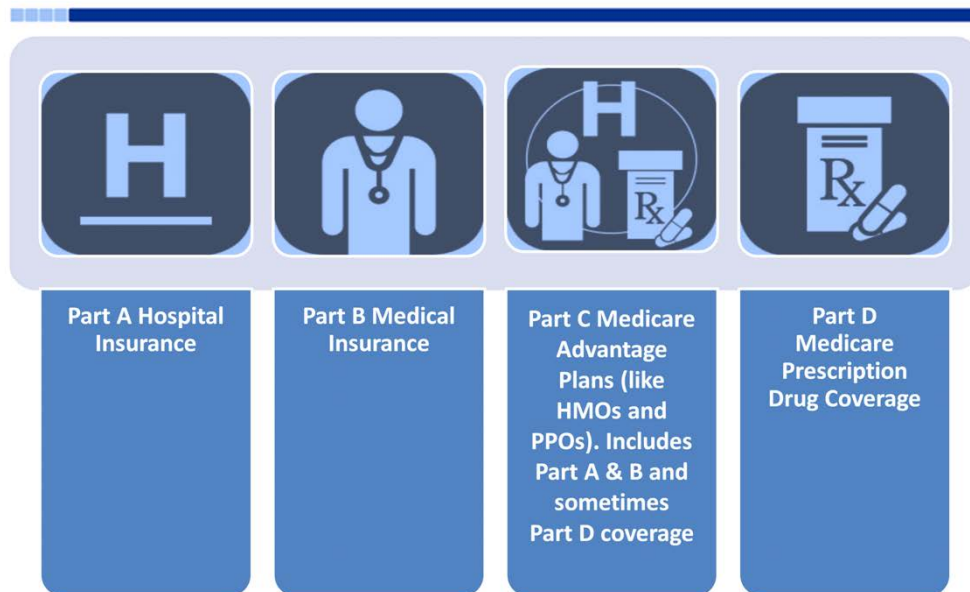 H
H
Rx
Rx
Part A Hospital
Insurance
Part B Medical
Insurance
Part C Medicare
Advantage
Plans (like
HMOs and
PPOs). Includes
Part A & B and
sometimes
Part D coverage
Part D
Medicare
Prescription
Drug Coverage